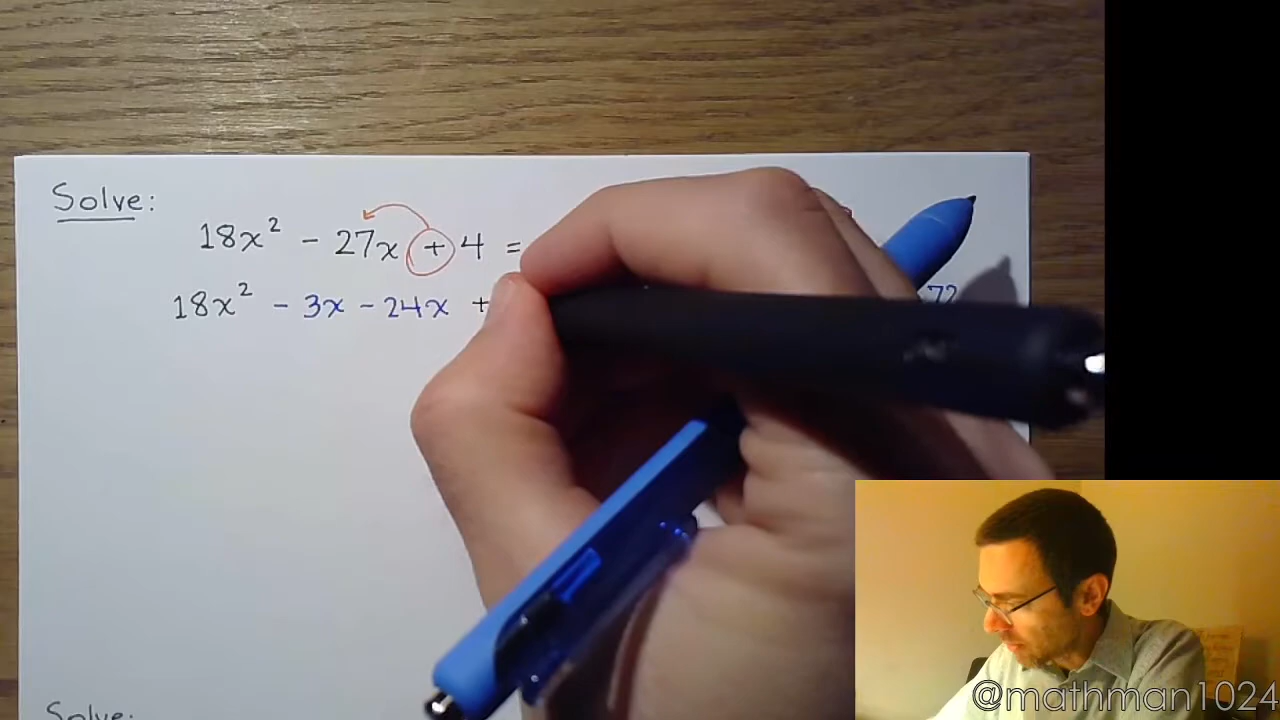 Solve:
18x² - 27x + 4 =
18x² - 3x - 24x +
72
Solve:
@mathman1024